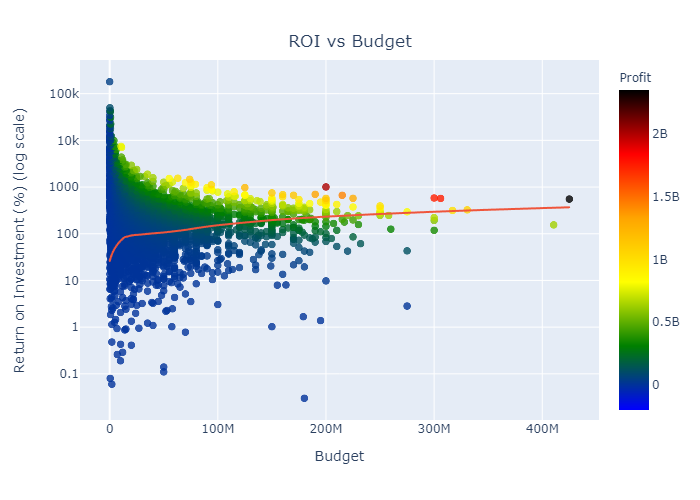 ROI vs Budget
Profit
Return on Investment (%) (log scale)
100k
10k
1000
100
10
1
0.1
0
100M
200M
300M
400M
Budget
2B
1.5B
1B
0.5B
0